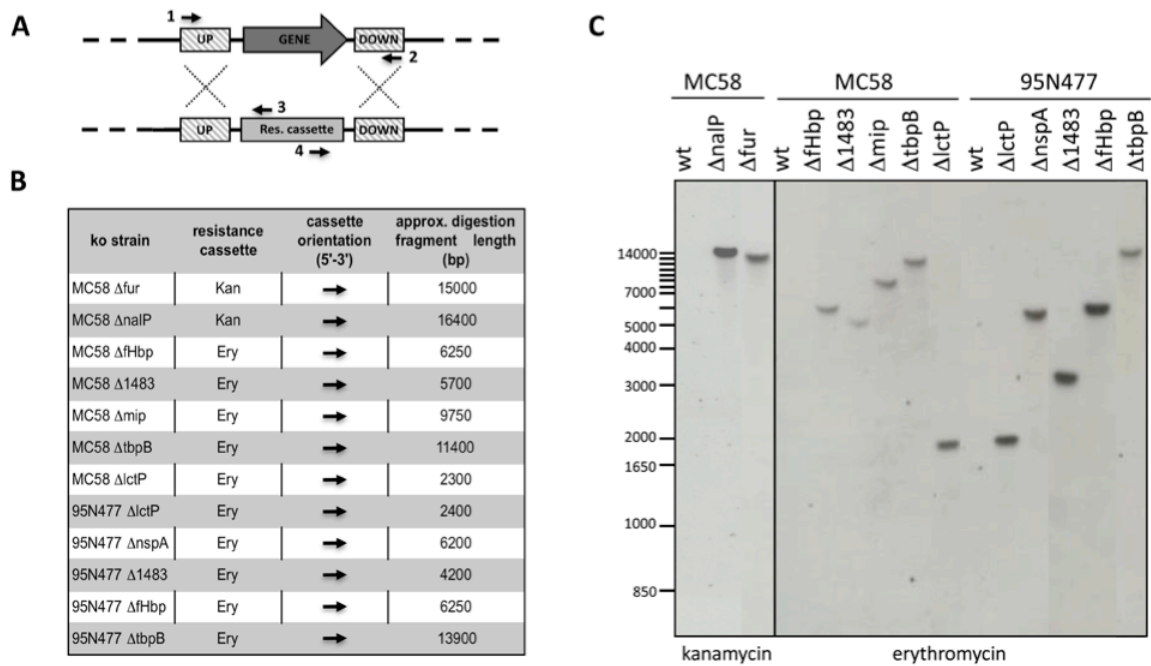 A
1
UP
GENE
DOWN
2
3
UP
Res. cassette
DOWN
4
B
ko strain
resistance
cassette
cassette
orientation
(5'-3')
approx. digestion
fragment length
(bp)
MC58 Δfur Kan → 15000
MC58 ΔnalP Kan → 16400
MC58 ΔfHbp Ery → 6250
MC58 Δ1483 Ery → 5700
MC58 Δmip Ery → 9750
MC58 ΔtbpB Ery → 11400
MC58 ΔlctP Ery → 2300
95N477 ΔlctP Ery → 2400
95N477 ΔnspA Ery → 6200
95N477 Δ1483 Ery → 4200
95N477 ΔfHbp Ery → 6250
95N477 ΔtbpB Ery → 13900
C
MC58 MC58 95N477
wt ΔnalP Δfur wt ΔfHbp Δ1483 Δmip ΔtbpB ΔlctP wt ΔlctP ΔnspA Δ1483 ΔfHbp ΔtbpB
14000
7000
5000
4000
3000
2000
1650
1000
850
kanamycin erythromycin